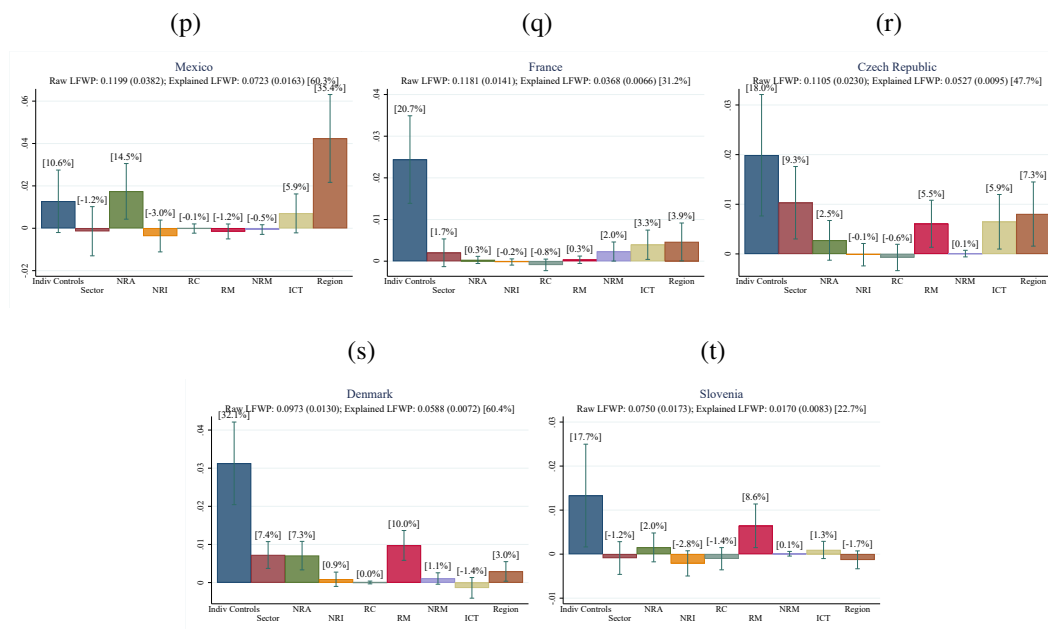 (p)
Mexico
Raw LFWP: 0.1199 (0.0382); Explained LFWP: 0.0723 (0.0163) [60.3%]
.06
.04
.02
0
-.02
[10.6%]
[-1.2%]
[14.5%]
[-3.0%]
[-0.1%]
[-1.2%]
[-0.5%]
[5.9%]
[35.4%]
Indiv Controls
Sector
NRA
NRI
RC
RM
NRM
ICT
Region
(q)
France
Raw LFWP: 0.1181 (0.0141); Explained LFWP: 0.0368 (0.0066) [31.2%]
.04
.03
.02
.01
0
[20.7%]
[1.7%]
[0.3%]
[-0.2%]
[-0.8%]
[0.3%]
[2.0%]
[3.3%]
[3.9%]
Indiv Controls
Sector
NRA
NRI
RC
RM
NRM
ICT
Region
(r)
Czech Republic
Raw LFWP: 0.1105 (0.0230); Explained LFWP: 0.0527 (0.0095) [47.7%]
.03
.02
.01
0
[18.0%]
[9.3%]
[2.5%]
[-0.1%]
[-0.6%]
[5.5%]
[0.1%]
[5.9%]
[7.3%]
Indiv Controls
Sector
NRA
NRI
RC
RM
NRM
ICT
Region
(s)
Denmark
Raw LFWP: 0.0973 (0.0130); Explained LFWP: 0.0588 (0.0072) [60.4%]
.04
.03
.02
.01
0
[32.1%]
[7.4%]
[7.3%]
[0.9%]
[0.0%]
[10.0%]
[1.1%]
[-1.4%]
[3.0%]
Indiv Controls
Sector
NRA
NRI
RC
RM
NRM
ICT
Region
(t)
Slovenia
Raw LFWP: 0.0750 (0.0173); Explained LFWP: 0.0170 (0.0083) [22.7%]
.03
.02
.01
0
-.01
[17.7%]
[-1.2%]
[2.0%]
[-2.8%]
[-1.4%]
[8.6%]
[0.1%]
[1.3%]
[-1.7%]
Indiv Controls
Sector
NRA
NRI
RC
RM
NRM
ICT
Region